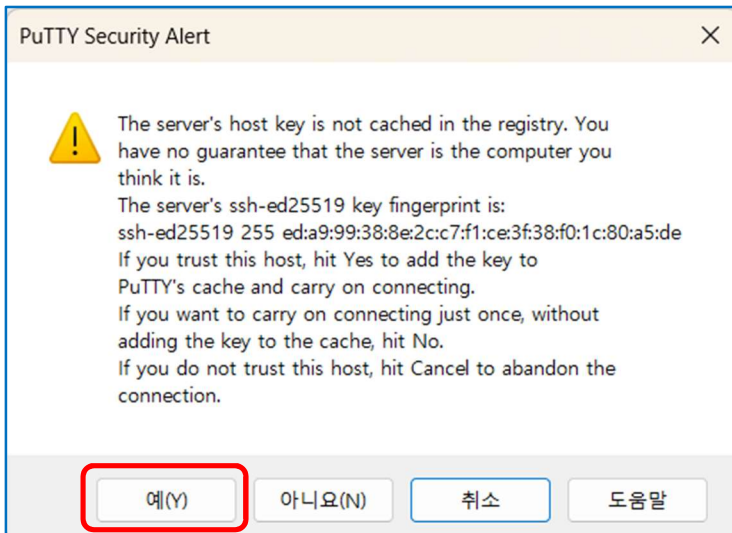 PuTTY Security Alert
The server's host key is not cached in the registry. You
have no guarantee that the server is the computer you
think it is.
The server's ssh-ed25519 key fingerprint is:
ssh-ed25519 255 ed:a9:99:38:8e:2c:c7:f1:ce:3f:38:f0:1c:80:a5:de
If you trust this host, hit Yes to add the key to
PuTTY's cache and carry on connecting.
If you want to carry on connecting just once, without
adding the key to the cache, hit No.
If you do not trust this host, hit Cancel to abandon the
connection.
예(Y) 아니요(N) 취소 도움말